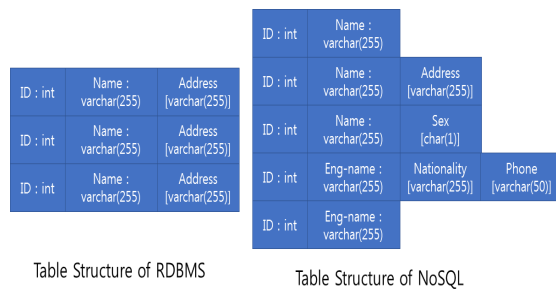 ID : int
Name :
varchar(255)
Address
[varchar(255)]
ID : int
Name :
varchar(255)
Address
[varchar(255)]
ID : int
Name :
varchar(255)
Address
[varchar(255)]
Table Structure of RDBMS
ID : int
Name :
varchar(255)
ID : int
Name :
varchar(255)
Address
[varchar(255)]
ID : int
Name :
varchar(255)
Sex
[char(1)]
ID : int
Eng-name :
varchar(255)
Nationality
[varchar(255)]
Phone
[varchar(50)]
ID : int
Eng-name :
varchar(255)
Table Structure of NoSQL